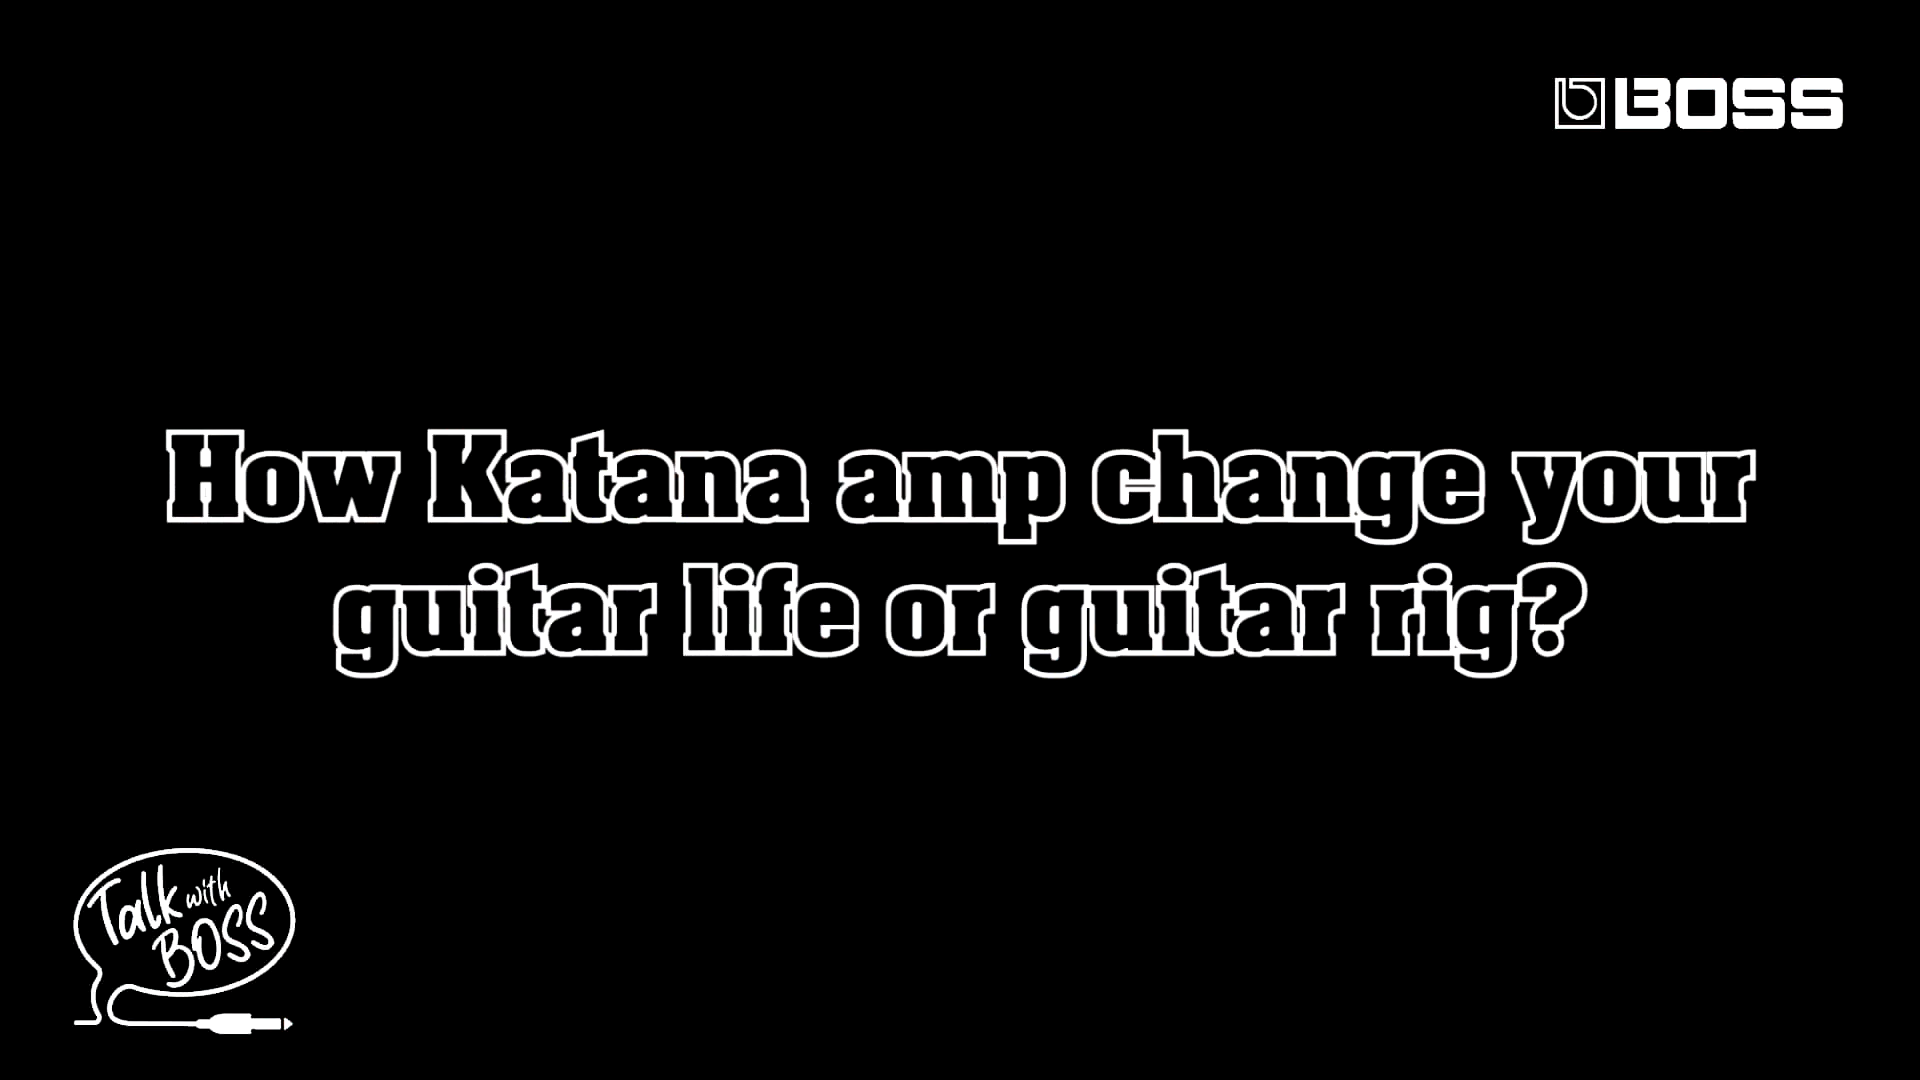 BOSS
How Katana amp change your
guitar life or guitar rig?
Talk with
BOSS